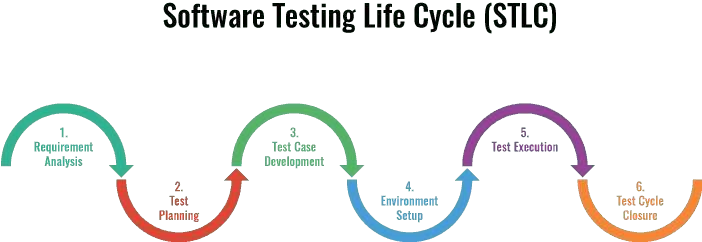 Software Testing Life Cycle (STLC)
1.
Requirement
Analysis
2.
Test
Planning
3.
Test Case
Development
4.
Environment
Setup
5.
Test Execution
6.
Test Cycle
Closure